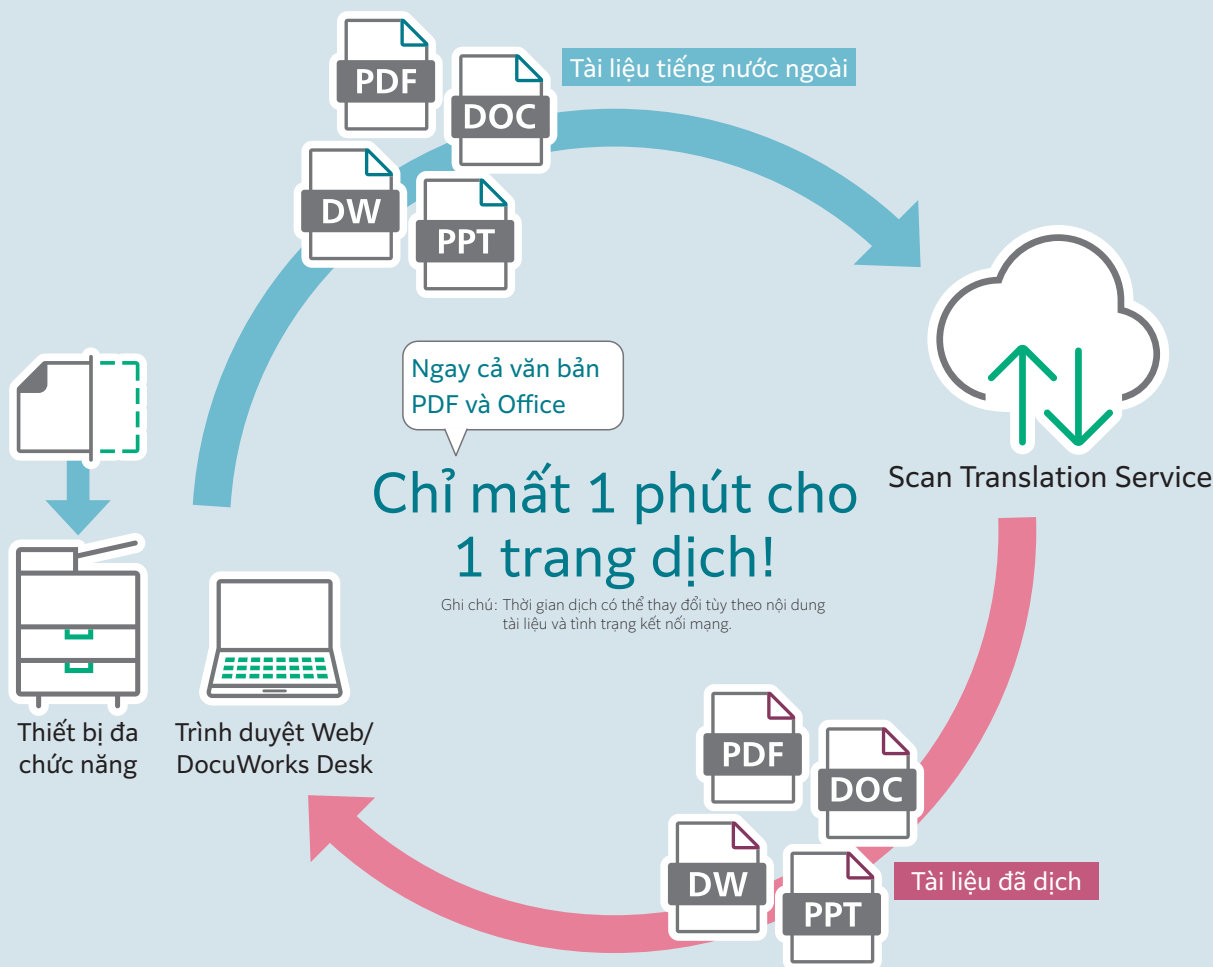 PDF
DOC
Tài liệu tiếng nước ngoài
DW
PPT
Ngay cả văn bản
PDF và Office
Chỉ mất 1 phút cho
1 trang dịch!
Ghi chú: Thời gian dịch có thể thay đổi tùy theo nội dung
tài liệu và tình trạng kết nối mạng.
Scan Translation Service
Thiết bị đa
chức năng
Trình duyệt Web/
DocuWorks Desk
PDF
DOC
DW
PPT
Tài liệu đã dịch